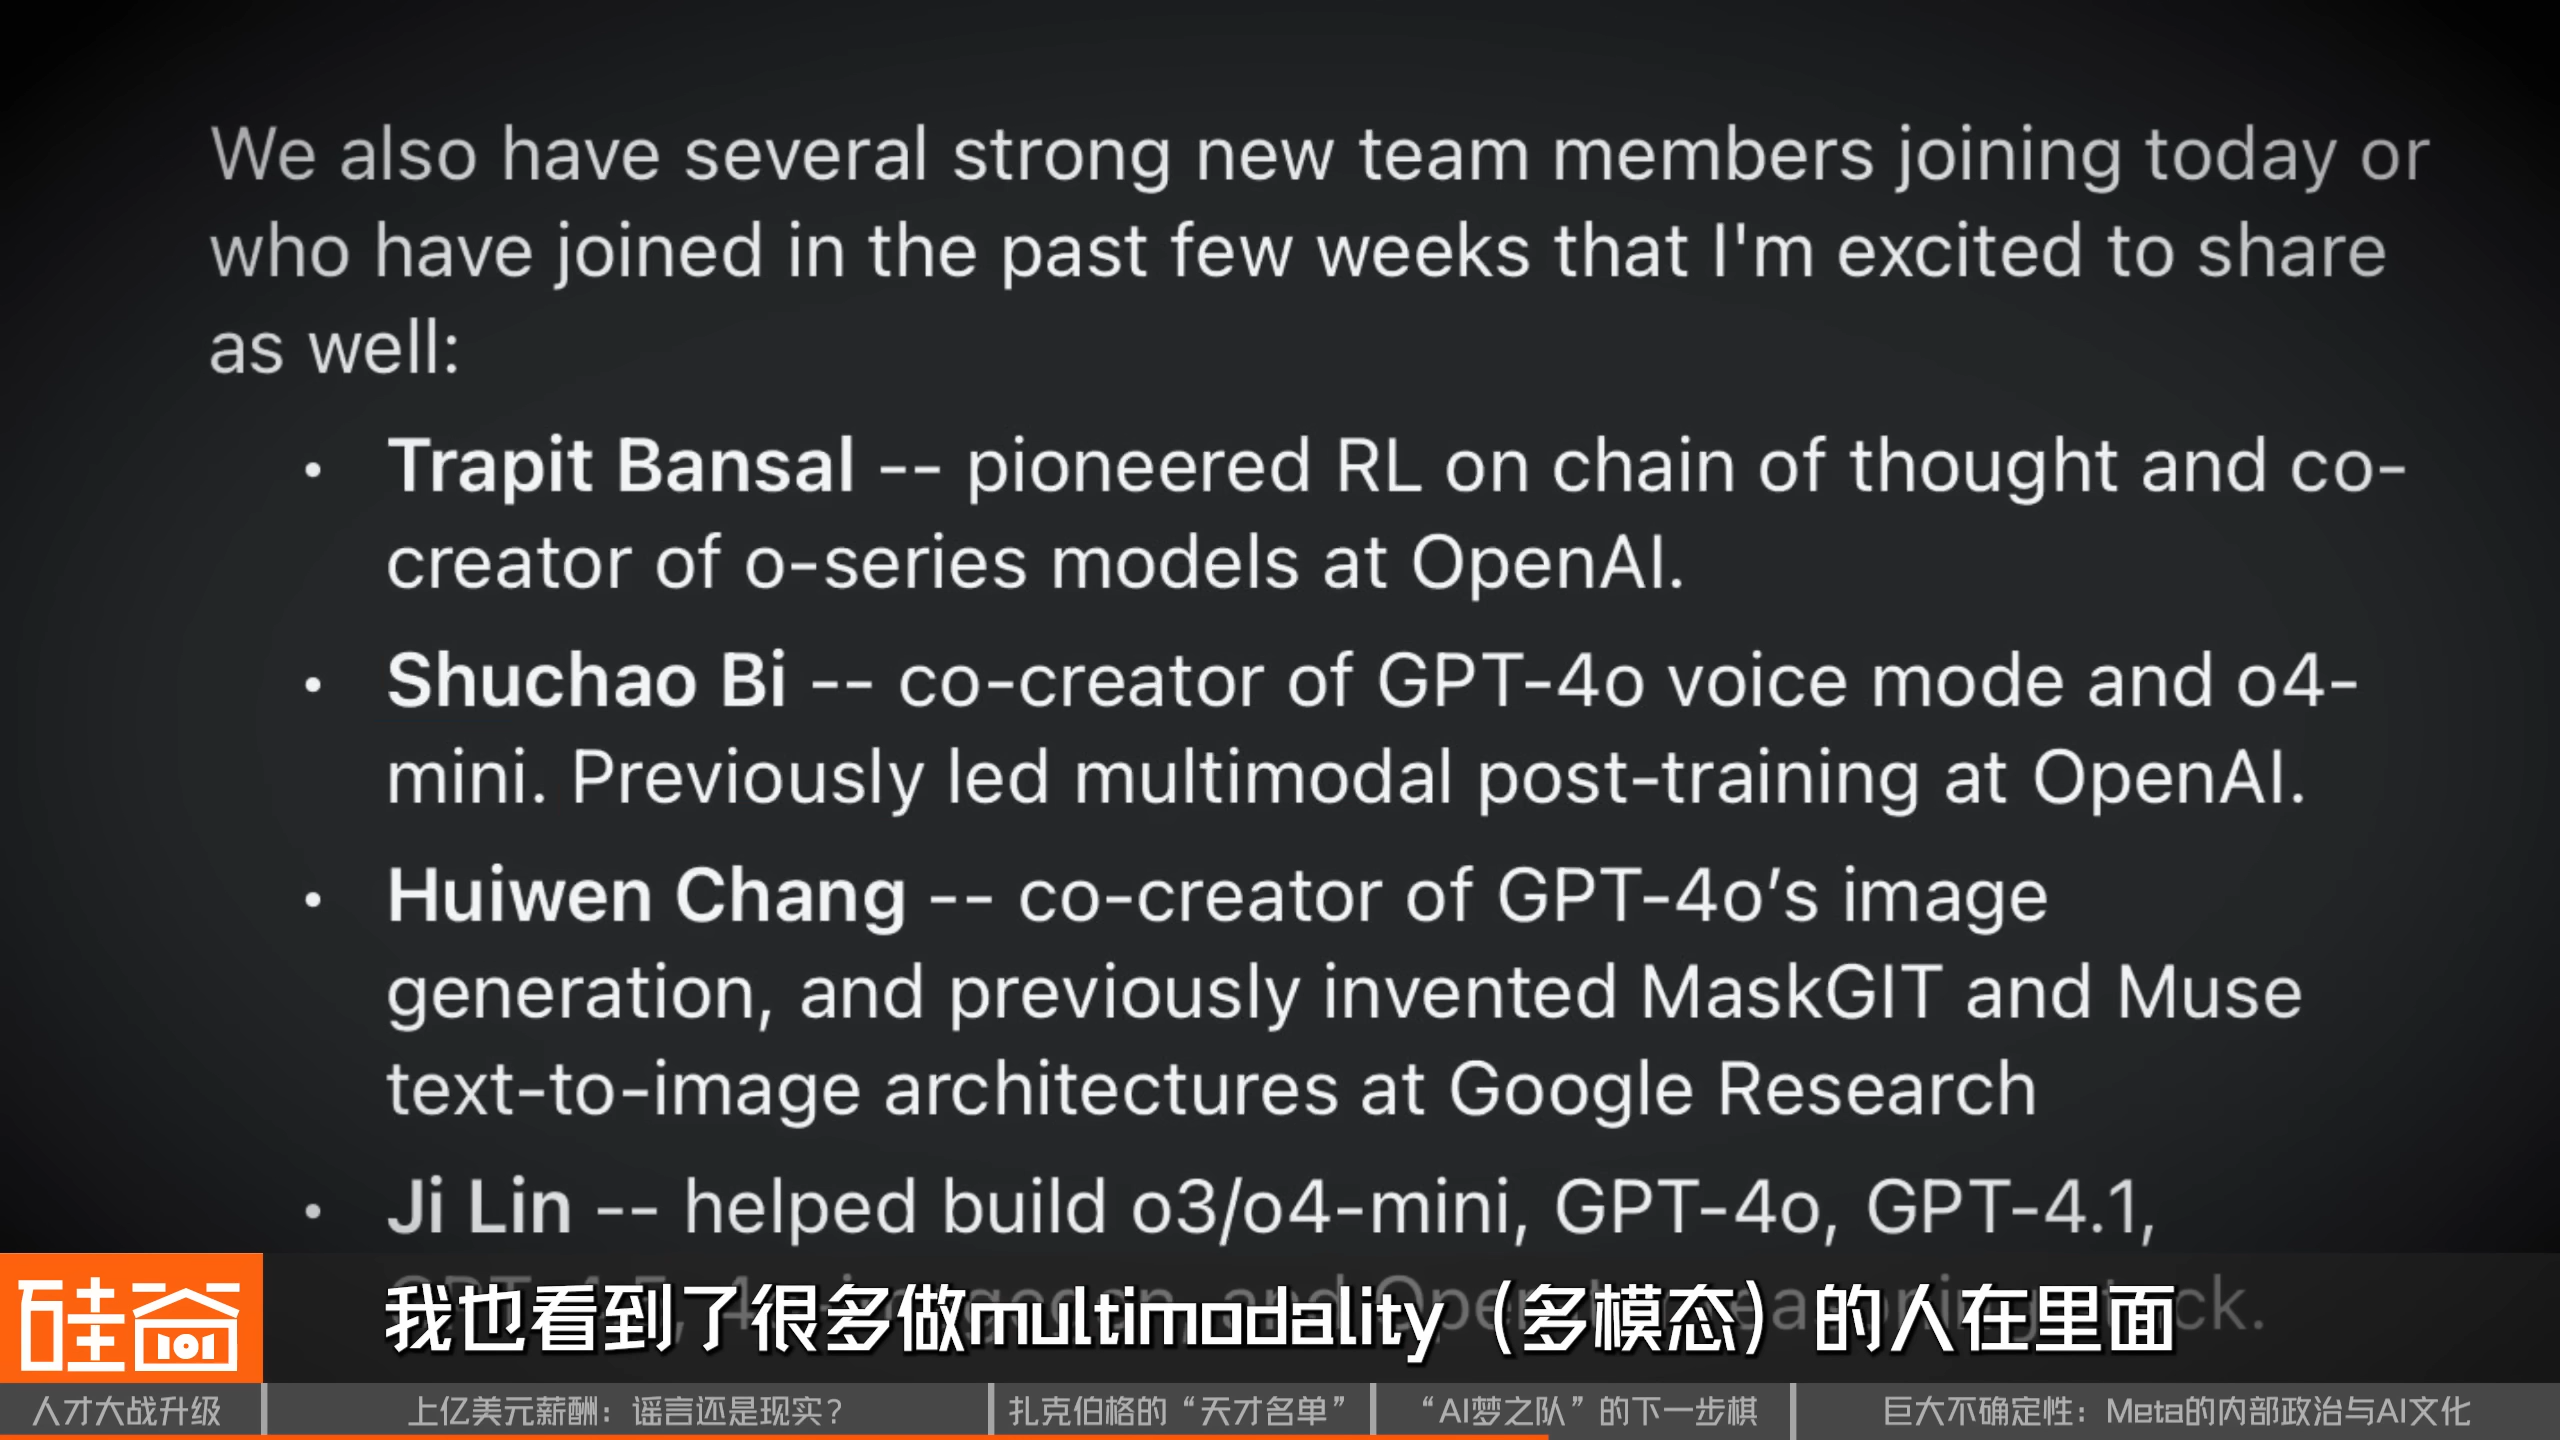 We also have several strong new team members joining today or
who have joined in the past few weeks that I'm excited to share
as well:
• Trapit Bansal -- pioneered RL on chain of thought and co-
creator of o-series models at OpenAI.
• Shuchao Bi -- co-creator of GPT-4o voice mode and o4-
mini. Previously led multimodal post-training at OpenAI.
• Huiwen Chang -- co-creator of GPT-4o’s image
generation, and previously invented MaskGIT and Muse
text-to-image architectures at Google Research
• Ji Lin -- helped build o3/o4-mini, GPT-4o, GPT-4.1,
硅谷101
我也看到了很多做multimodality（多模态）的人在里面
人才大战升级
上亿美元薪酬：谣言还是现实？
扎克伯格的“天才名单”
“AI梦之队”的下一步棋
巨大不确定性：Meta的内部政治与AI文化